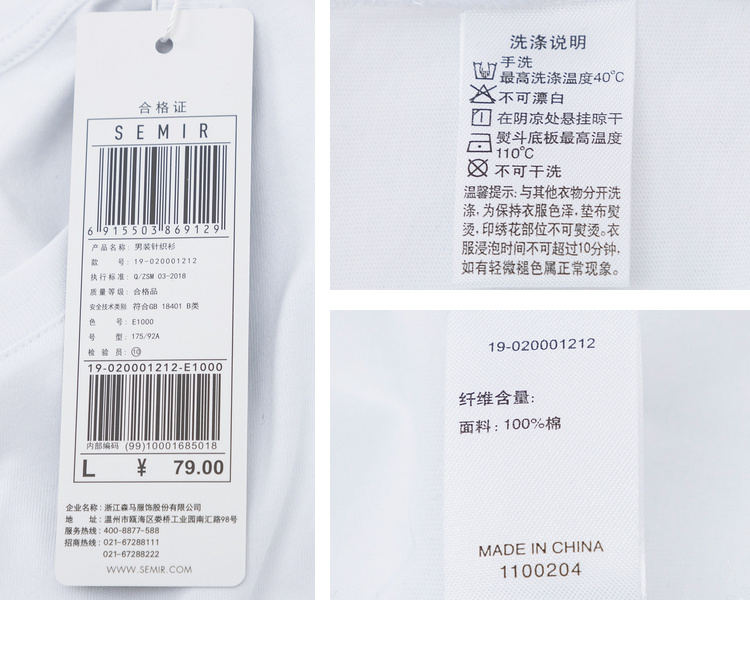 合格证
SEMIR
6 915503 869129
产品名称: 男装针织衫
款 号: 19-020001212
执行标准: Q/ZSM 03-2018
质量等级: 合格品
安全技术类别 符合GB 18401 B类
色 号: E1000
号 型: 175/92A
检 验 员: ⑩
19-020001212-E1000
内部编码 (99)10001685018
L ¥ 79.00
企业名称: 浙江森马服饰股份有限公司
地 址: 温州市瓯海区娄桥工业园南汇路98号
服务热线: 400-8877-588
招商热线: 021-67288111
021-67288222
WWW.SEMIR.COM
洗涤说明
手洗
最高洗涤温度40℃
不可漂白
在阴凉处悬挂晾干
熨斗底板最高温度
110℃
不可干洗
温馨提示: 与其他衣物分开洗
涤, 为保持衣服色泽, 垫布熨
烫, 印绣花部位不可熨烫。衣
服浸泡时间不可超过10分钟,
如有轻微褪色属正常现象。
19-020001212
纤维含量:
面料: 100%棉
MADE IN CHINA
1100204